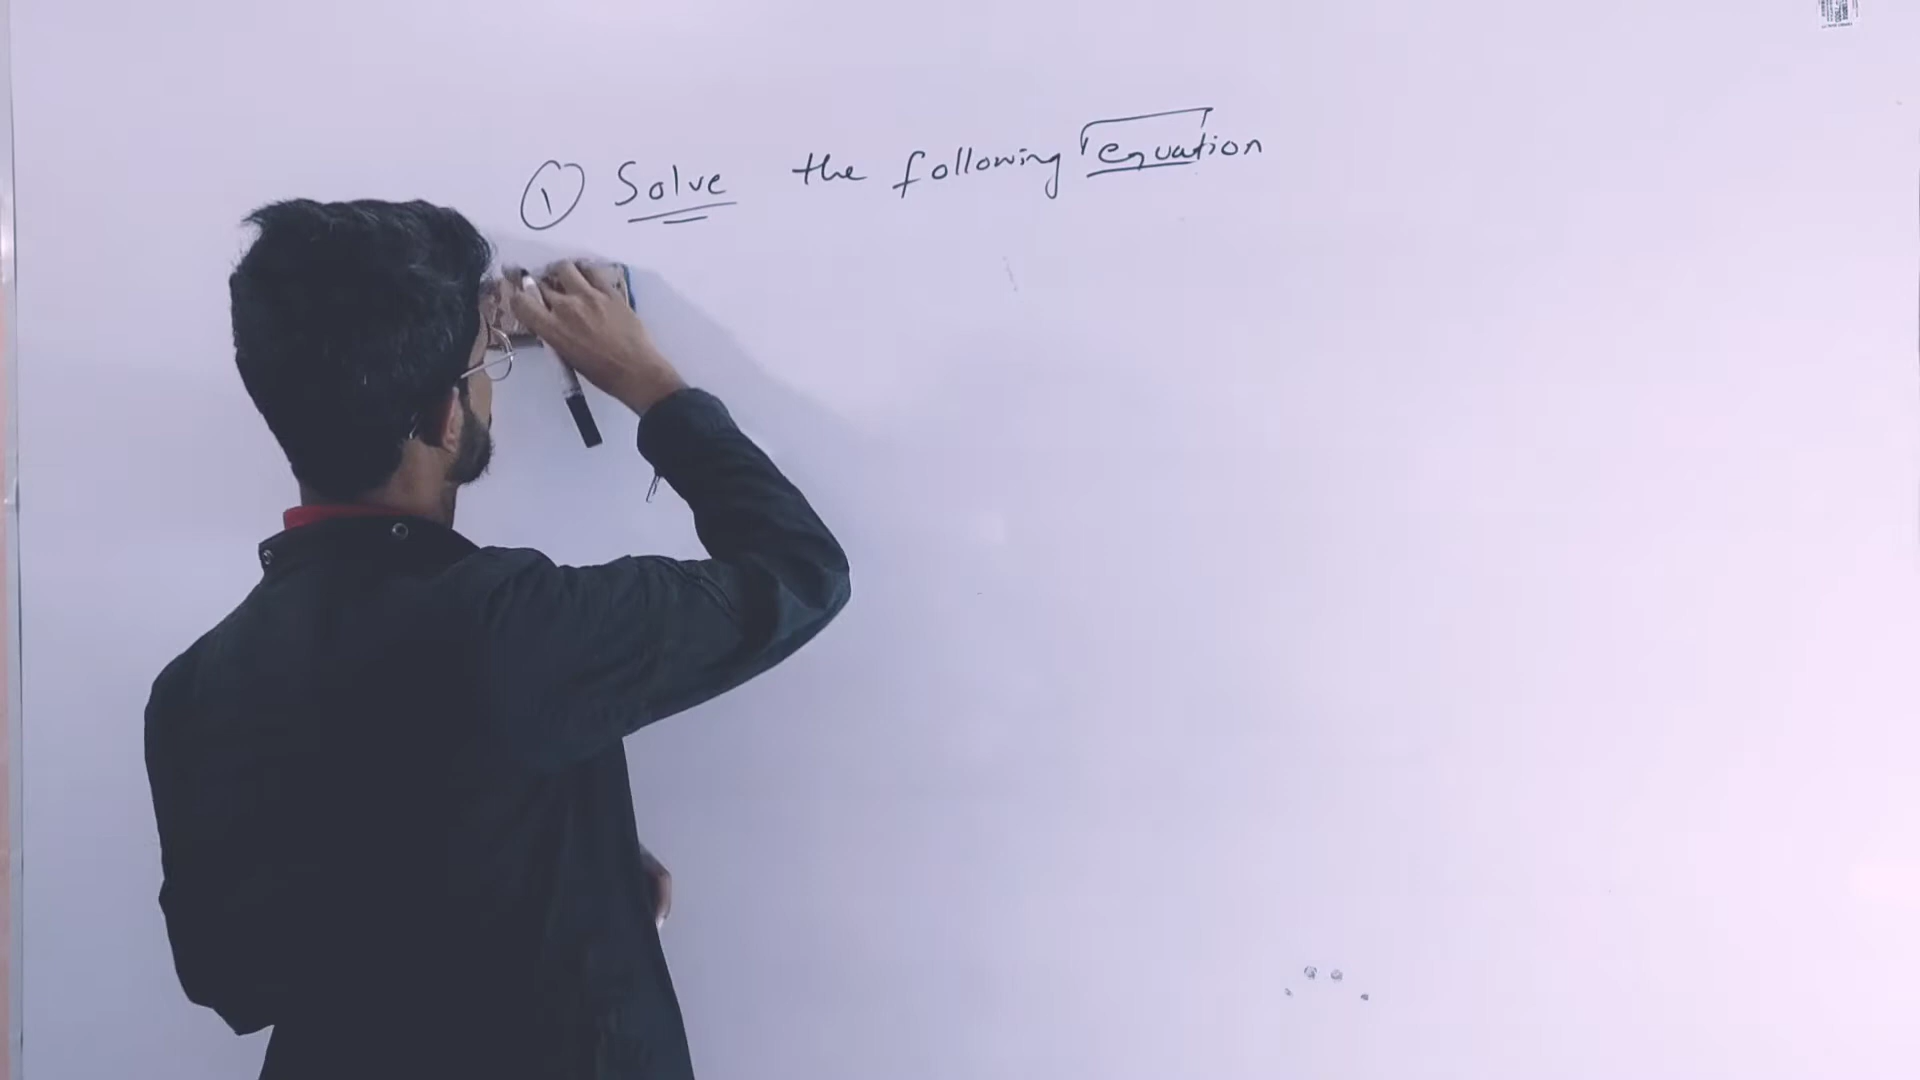 ① Solve the following equation